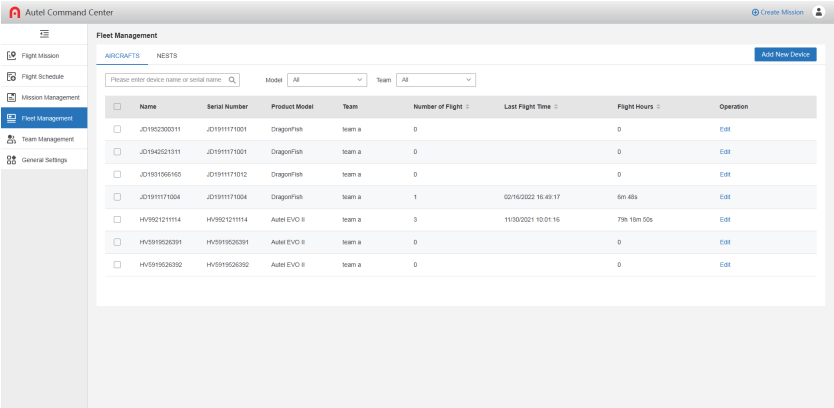 Autel Command Center
Create Mission
Flight Mission
Flight Schedule
Mission Management
Fleet Management
Team Management
General Settings
Fleet Management
AIRCRAFTS NESTS
Add New Device
Please enter device name or serial name
Model All Team All
Name Serial Number Product Model Team Number of Flight Last Flight Time Flight Hours Operation
JD1952300311 JD1911171001 DragonFish team a 0 0 Edit
JD1942521311 JD1911171001 DragonFish team a 0 0 Edit
JD1931566165 JD1911171012 DragonFish team a 0 0 Edit
JD1911171004 JD1911171004 DragonFish team a 1 02/16/2022 16:49:17 6m 48s Edit
HV9921211114 HV9921211114 Autel EVO II team a 3 11/30/2021 10:01:16 79h 18m 50s Edit
HV5919526391 HV5919526391 Autel EVO II team a 0 0 Edit
HV5919526392 HV5919526392 Autel EVO II team a 0 0 Edit